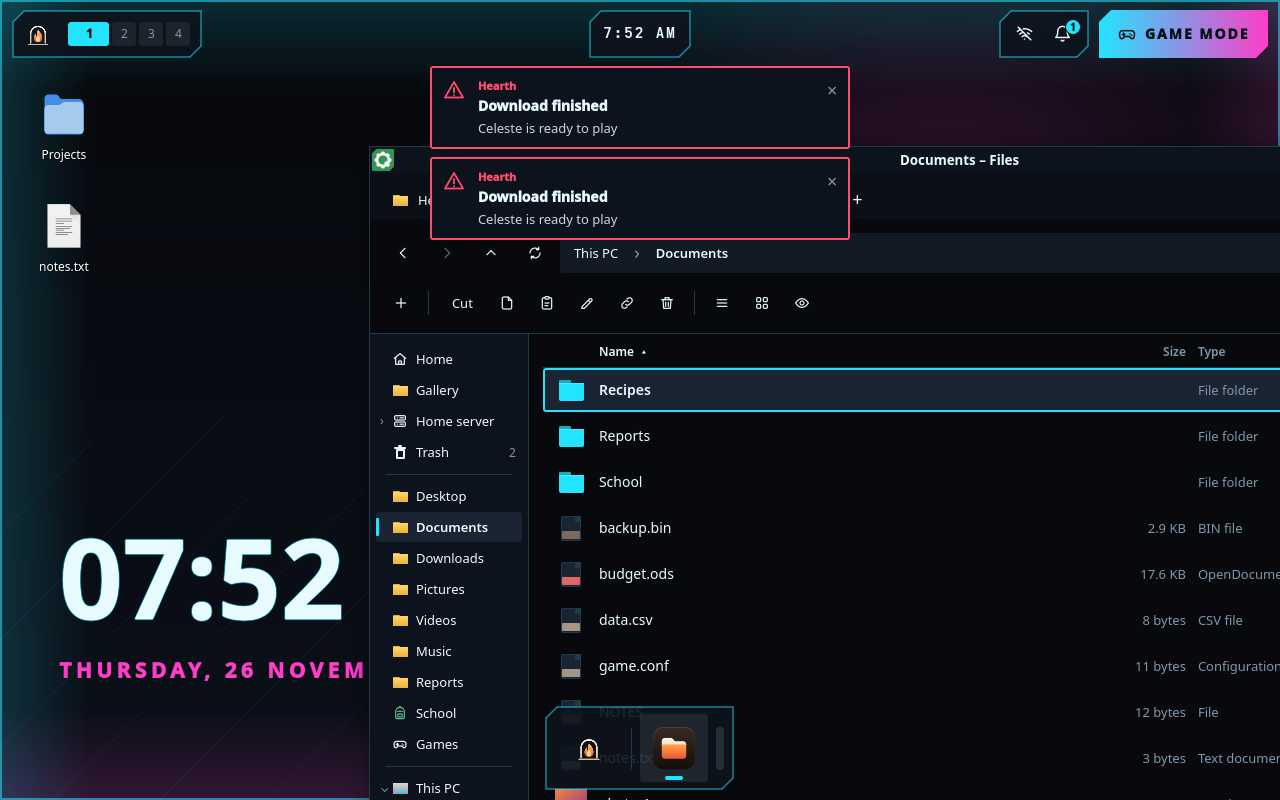 1 2 3 4
7:52 AM
1
GAME MODE
Hearth
Download finished
Celeste is ready to play
Hearth
Download finished
Celeste is ready to play
Projects
notes.txt
Documents – Files
This PC
Documents
Cut
Home
Gallery
Home server
Trash 2
Desktop
Documents
Downloads
Pictures
Videos
Music
Reports
School
Games
This PC
Name Size Type
Recipes File folder
Reports File folder
School File folder
backup.bin 2.9 KB BIN file
budget.ods 17.6 KB OpenDocume
data.csv 8 bytes CSV file
game.conf 11 bytes Configuration
NOTES 12 bytes File
notes.tx 3 bytes Text documen
07:52
THURSDAY, 26 NOVEM